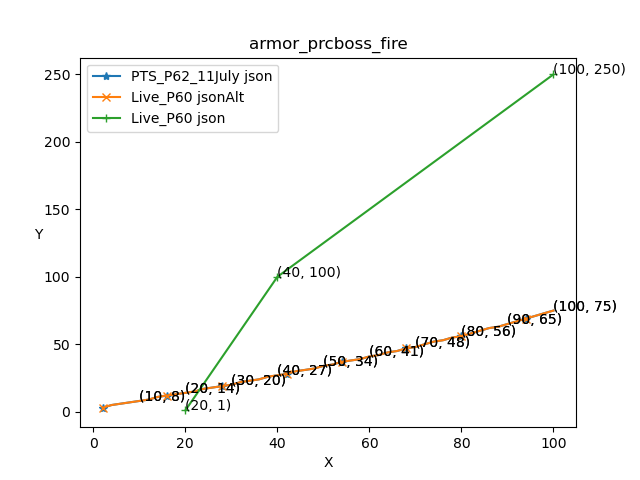 armor_prcboss_fire
PTS_P62_11July json
Live_P60 jsonAlt
Live_P60 json
Y
250
200
150
100
50
0
(100, 250)
(40, 100)
(20, 1)
(10, 8)
(20, 14)
(30, 20)
(40, 27)
(50, 34)
(60, 41)
(70, 48)
(80, 56)
(90, 65)
(100, 75)
0 20 40 60 80 100
X